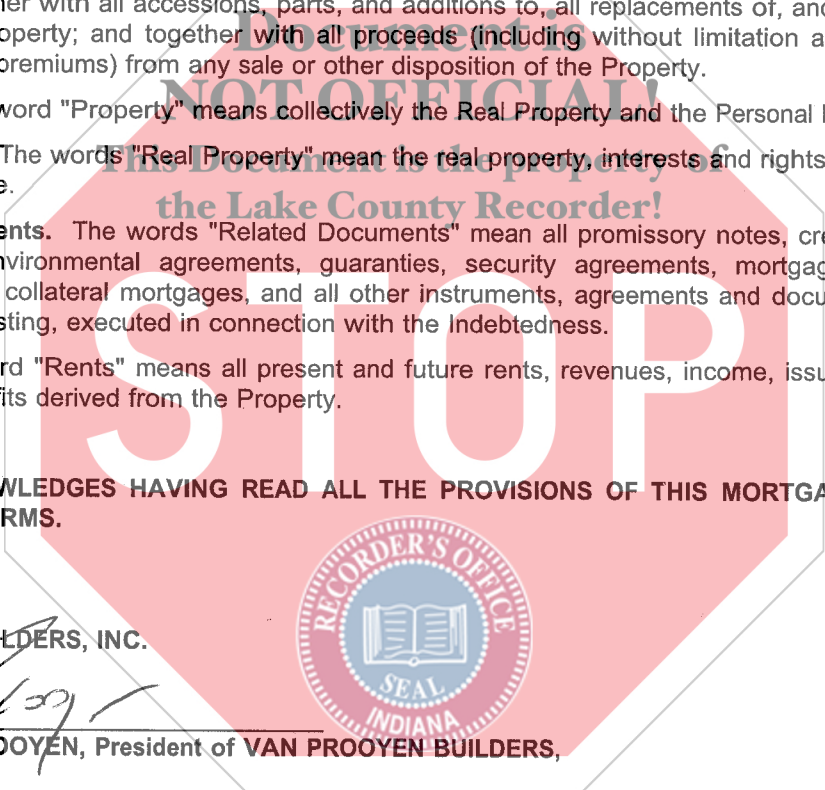 her with all accessions, parts, and additions to, all replacements of, and
Document is
operty; and together with all proceeds (including without limitation a
premiums) from any sale or other disposition of the Property.
NOT OFFICIAL!
word "Property" means collectively the Real Property and the Personal
This Document is the property of
The words "Real Property" mean the real property, interests and rights
e.
the Lake County Recorder!
ents. The words "Related Documents" mean all promissory notes, cre
nvironmental agreements, guaranties, security agreements, mortgag
collateral mortgages, and all other instruments, agreements and docu
sting, executed in connection with the Indebtedness.
rd "Rents" means all present and future rents, revenues, income, issu
fits derived from the Property.
STOP
WLEDGES HAVING READ ALL THE PROVISIONS OF THIS MORTGA
RMS.
RECORDER'S OFFICE
SEAL
INDIANA
LDERS, INC.
OOYEN, President of VAN PROOYEN BUILDERS,